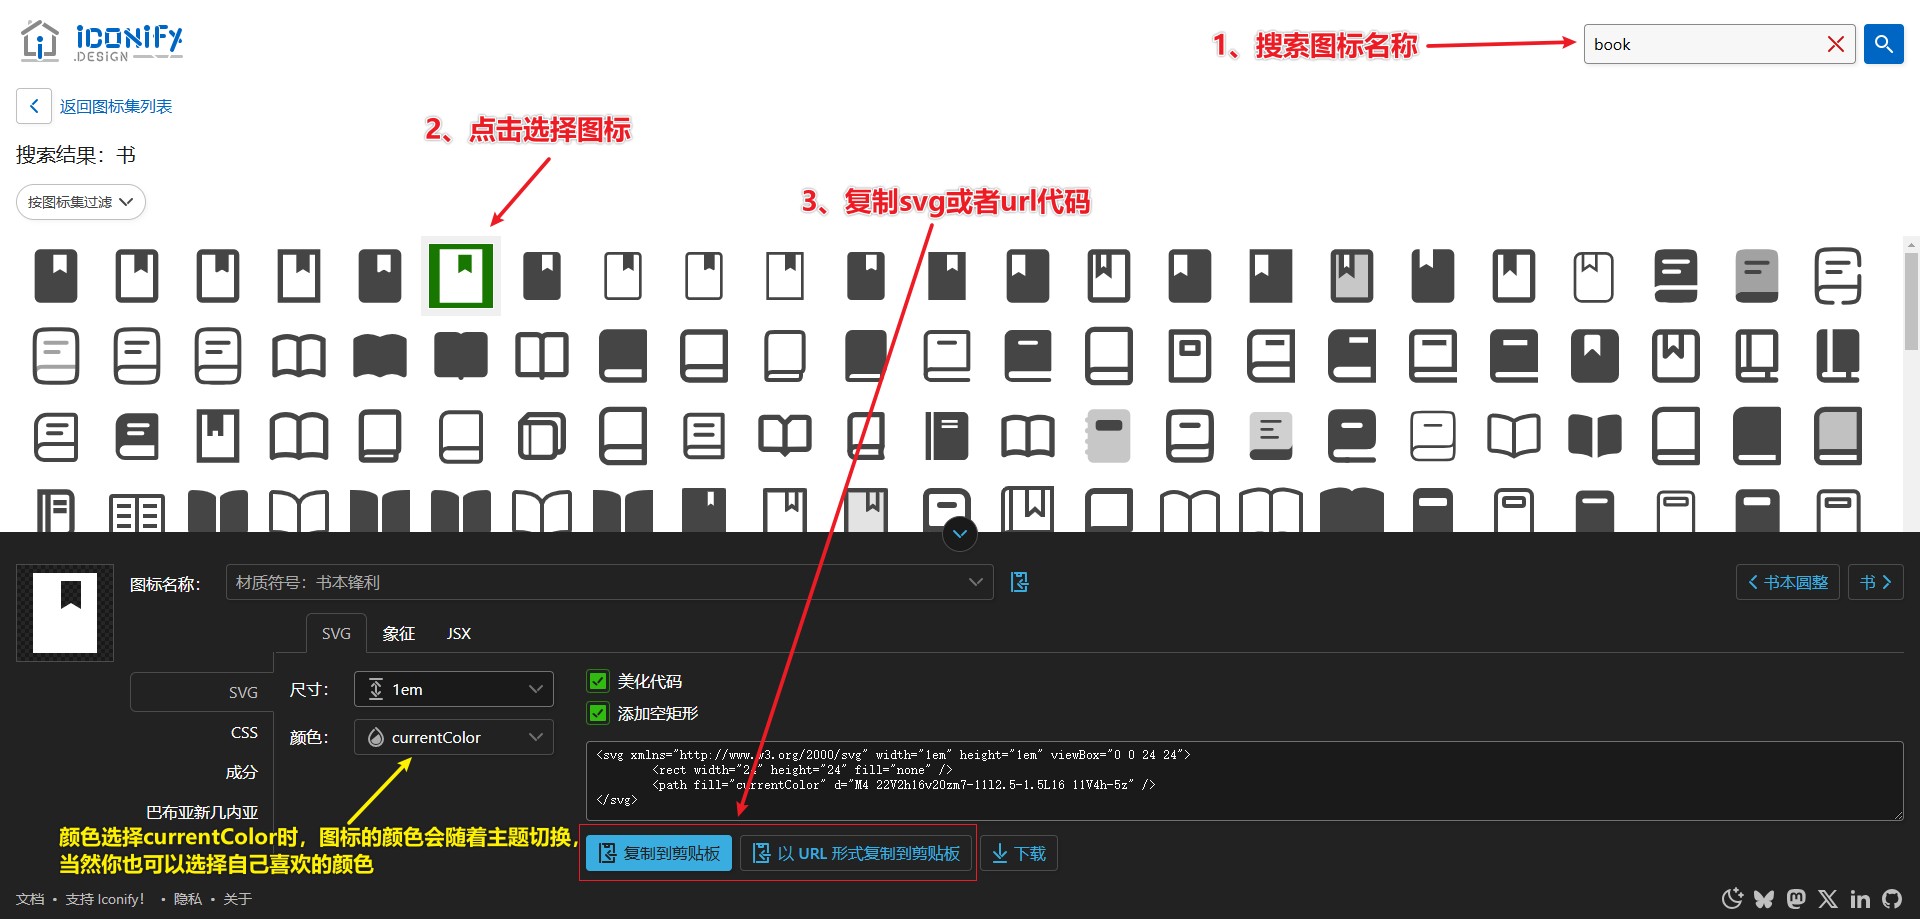 iCONiFY
.DESIGN
1、搜索图标名称
book
返回图标集列表
2、点击选择图标
搜索结果：书
按图标集过滤
3、复制svg或者url代码
图标名称：
材质符号：书本锋利
书本圆整
书
SVG
象征
JSX
SVG
尺寸：
1em
美化代码
添加空矩形
CSS
颜色：
currentColor
成分
巴布亚新几内亚
<svg xmlns="http://www.w3.org/2000/svg" width="1em" height="1em" viewBox="0 0 24 24">
<rect width="24" height="24" fill="none" />
<path fill="currentColor" d="M4 22V2h16v20zm7-11l2.5-1.5L16 11V4h-5z" />
</svg>
颜色选择currentColor时，图标的颜色会随着主题切换，
当然你也可以选择自己喜欢的颜色
复制到剪贴板
以 URL 形式复制到剪贴板
下载
文档 • 支持 Iconify！ • 隐私 • 关于